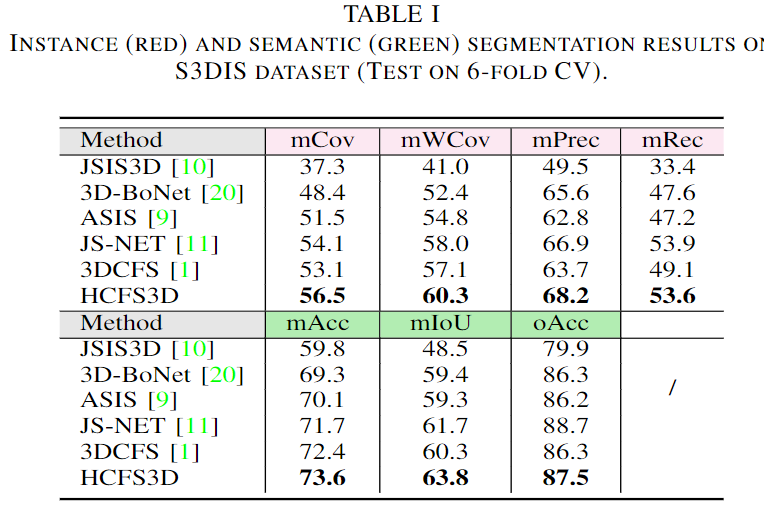 TABLE I
INSTANCE (RED) AND SEMANTIC (GREEN) SEGMENTATION RESULTS ON
S3DIS DATASET (TEST ON 6-FOLD CV).
Method mCov mWCov mPrec mRec
JSIS3D [10] 37.3 41.0 49.5 33.4
3D-BoNet [20] 48.4 52.4 65.6 47.6
ASIS [9] 51.5 54.8 62.8 47.2
JS-NET [11] 54.1 58.0 66.9 53.9
3DCFS [1] 53.1 57.1 63.7 49.1
HCFS3D 56.5 60.3 68.2 53.6
Method mAcc mIoU oAcc
JSIS3D [10] 59.8 48.5 79.9
3D-BoNet [20] 69.3 59.4 86.3
ASIS [9] 70.1 59.3 86.2 /
JS-NET [11] 71.7 61.7 88.7
3DCFS [1] 72.4 60.3 86.3
HCFS3D 73.6 63.8 87.5